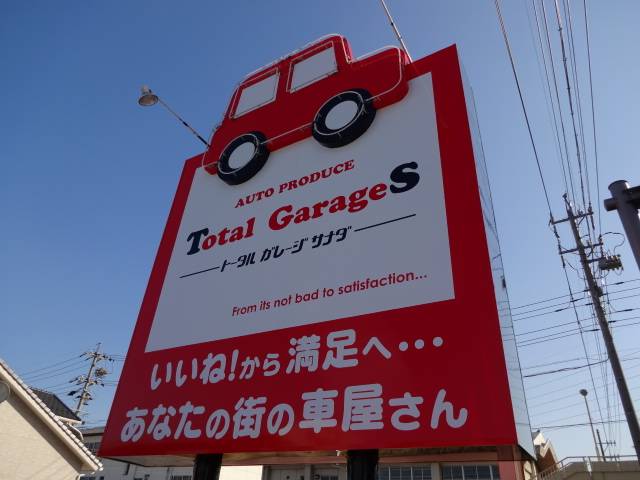 AUTO PRODUCE
Total GarageS
トータル ガレージ サナダ
From its not bad to satisfaction...
いいね!から満足へ・・・
あなたの街の車屋さん